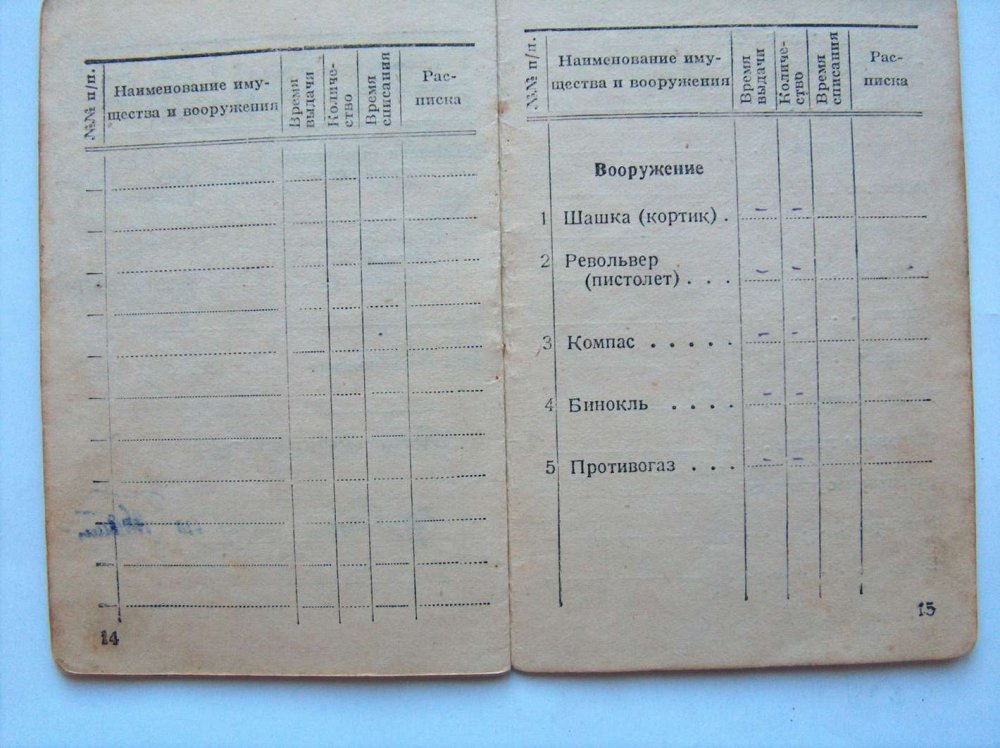 №№ п/п.
Наименование иму-
щества и вооружения
Время
выдачи
Количе-
ство
Время
списания
Рас-
писка
14
№№ п/п.
Наименование иму-
щества и вооружения
Время
выдачи
Количе-
ство
Время
списания
Рас-
писка
Вооружение
1 Шашка (кортик) .
2 Револьвер
(пистолет) . . .
3 Компас . . . . .
4 Бинокль . . . .
5 Противогаз . . .
15